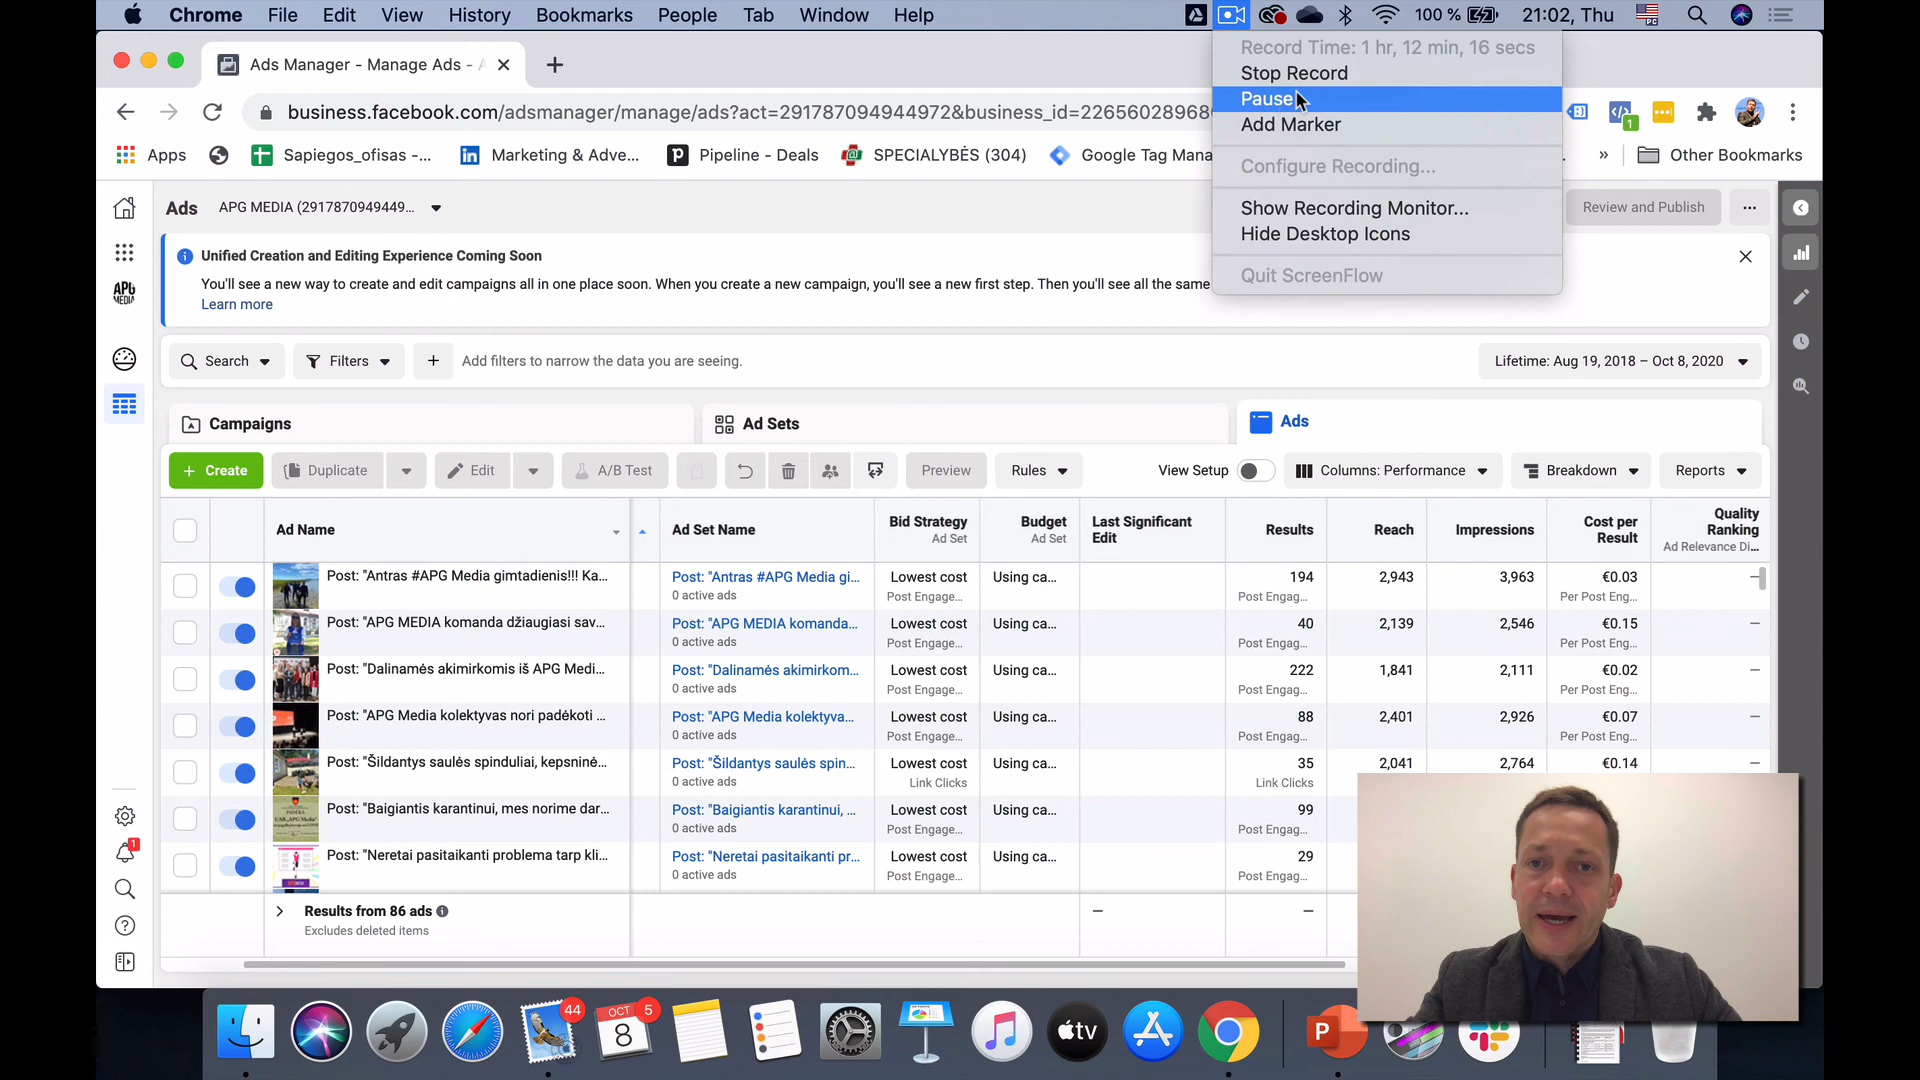 Chrome File Edit View History Bookmarks People Tab Window Help 100 % 21:02, Thu
Record Time: 1 hr, 12 min, 16 secs
Stop Record
Pause
Add Marker
Configure Recording...
Show Recording Monitor...
Hide Desktop Icons
Quit ScreenFlow
Ads Manager - Manage Ads - A
business.facebook.com/adsmanager/manage/ads?act=291787094944972&business_id=22656028968
1
Apps Sapiegos_ofisas -... Marketing & Adve... Pipeline - Deals SPECIALYBĖS (304) Google Tag Mana » Other Bookmarks
Ads APG MEDIA (2917870949449... Review and Publish ...
APG MEDIA
Unified Creation and Editing Experience Coming Soon
You'll see a new way to create and edit campaigns all in one place soon. When you create a new campaign, you'll see a new first step. Then you'll see all the same
Learn more
Search Filters + Add filters to narrow the data you are seeing. Lifetime: Aug 19, 2018 – Oct 8, 2020
Campaigns Ad Sets Ads
+ Create Duplicate Edit A/B Test Preview Rules View Setup Columns: Performance Breakdown Reports
Ad Name Ad Set Name Bid Strategy Ad Set Budget Ad Set Last Significant Edit Results Reach Impressions Cost per Result Quality Ranking Ad Relevance Di...
Post: "Antras #APG Media gimtadienis!!! Ka... Post: "Antras #APG Media gi... Lowest cost Using ca... 194 2,943 3,963 €0.03 —
0 active ads Post Engage... Post Engag... Per Post Eng...
Post: "APG MEDIA komanda džiaugiasi sav... Post: "APG MEDIA komanda... Lowest cost Using ca... 40 2,139 2,546 €0.15 —
0 active ads Post Engage... Post Engag... Per Post Eng...
Post: "Dalinamės akimirkomis iš APG Medi... Post: "Dalinamės akimirkom... Lowest cost Using ca... 222 1,841 2,111 €0.02 —
0 active ads Post Engage... Post Engag... Per Post Eng...
Post: "APG Media kolektyvas nori padėkoti ... Post: "APG Media kolektyva... Lowest cost Using ca... 88 2,401 2,926 €0.07 —
0 active ads Post Engage... Post Engag... Per Post Eng...
Post: "Šildantys saulės spinduliai, kepsninė... Post: "Šildantys saulės spin... Lowest cost Using ca... 35 2,041 2,764 €0.14 —
0 active ads Link Clicks Link Clicks
Post: "Baigiantis karantinui, mes norime dar... Post: "Baigiantis karantinui, ... Lowest cost Using ca... 99
0 active ads Post Engage... Post Engag...
Post: "Neretai pasitaikanti problema tarp kli... Post: "Neretai pasitaikanti pr... Lowest cost Using ca... 29
0 active ads Post Engage... Post Engag...
1
Results from 86 ads — —
Excludes deleted items
44 OCT 8 5 tv P